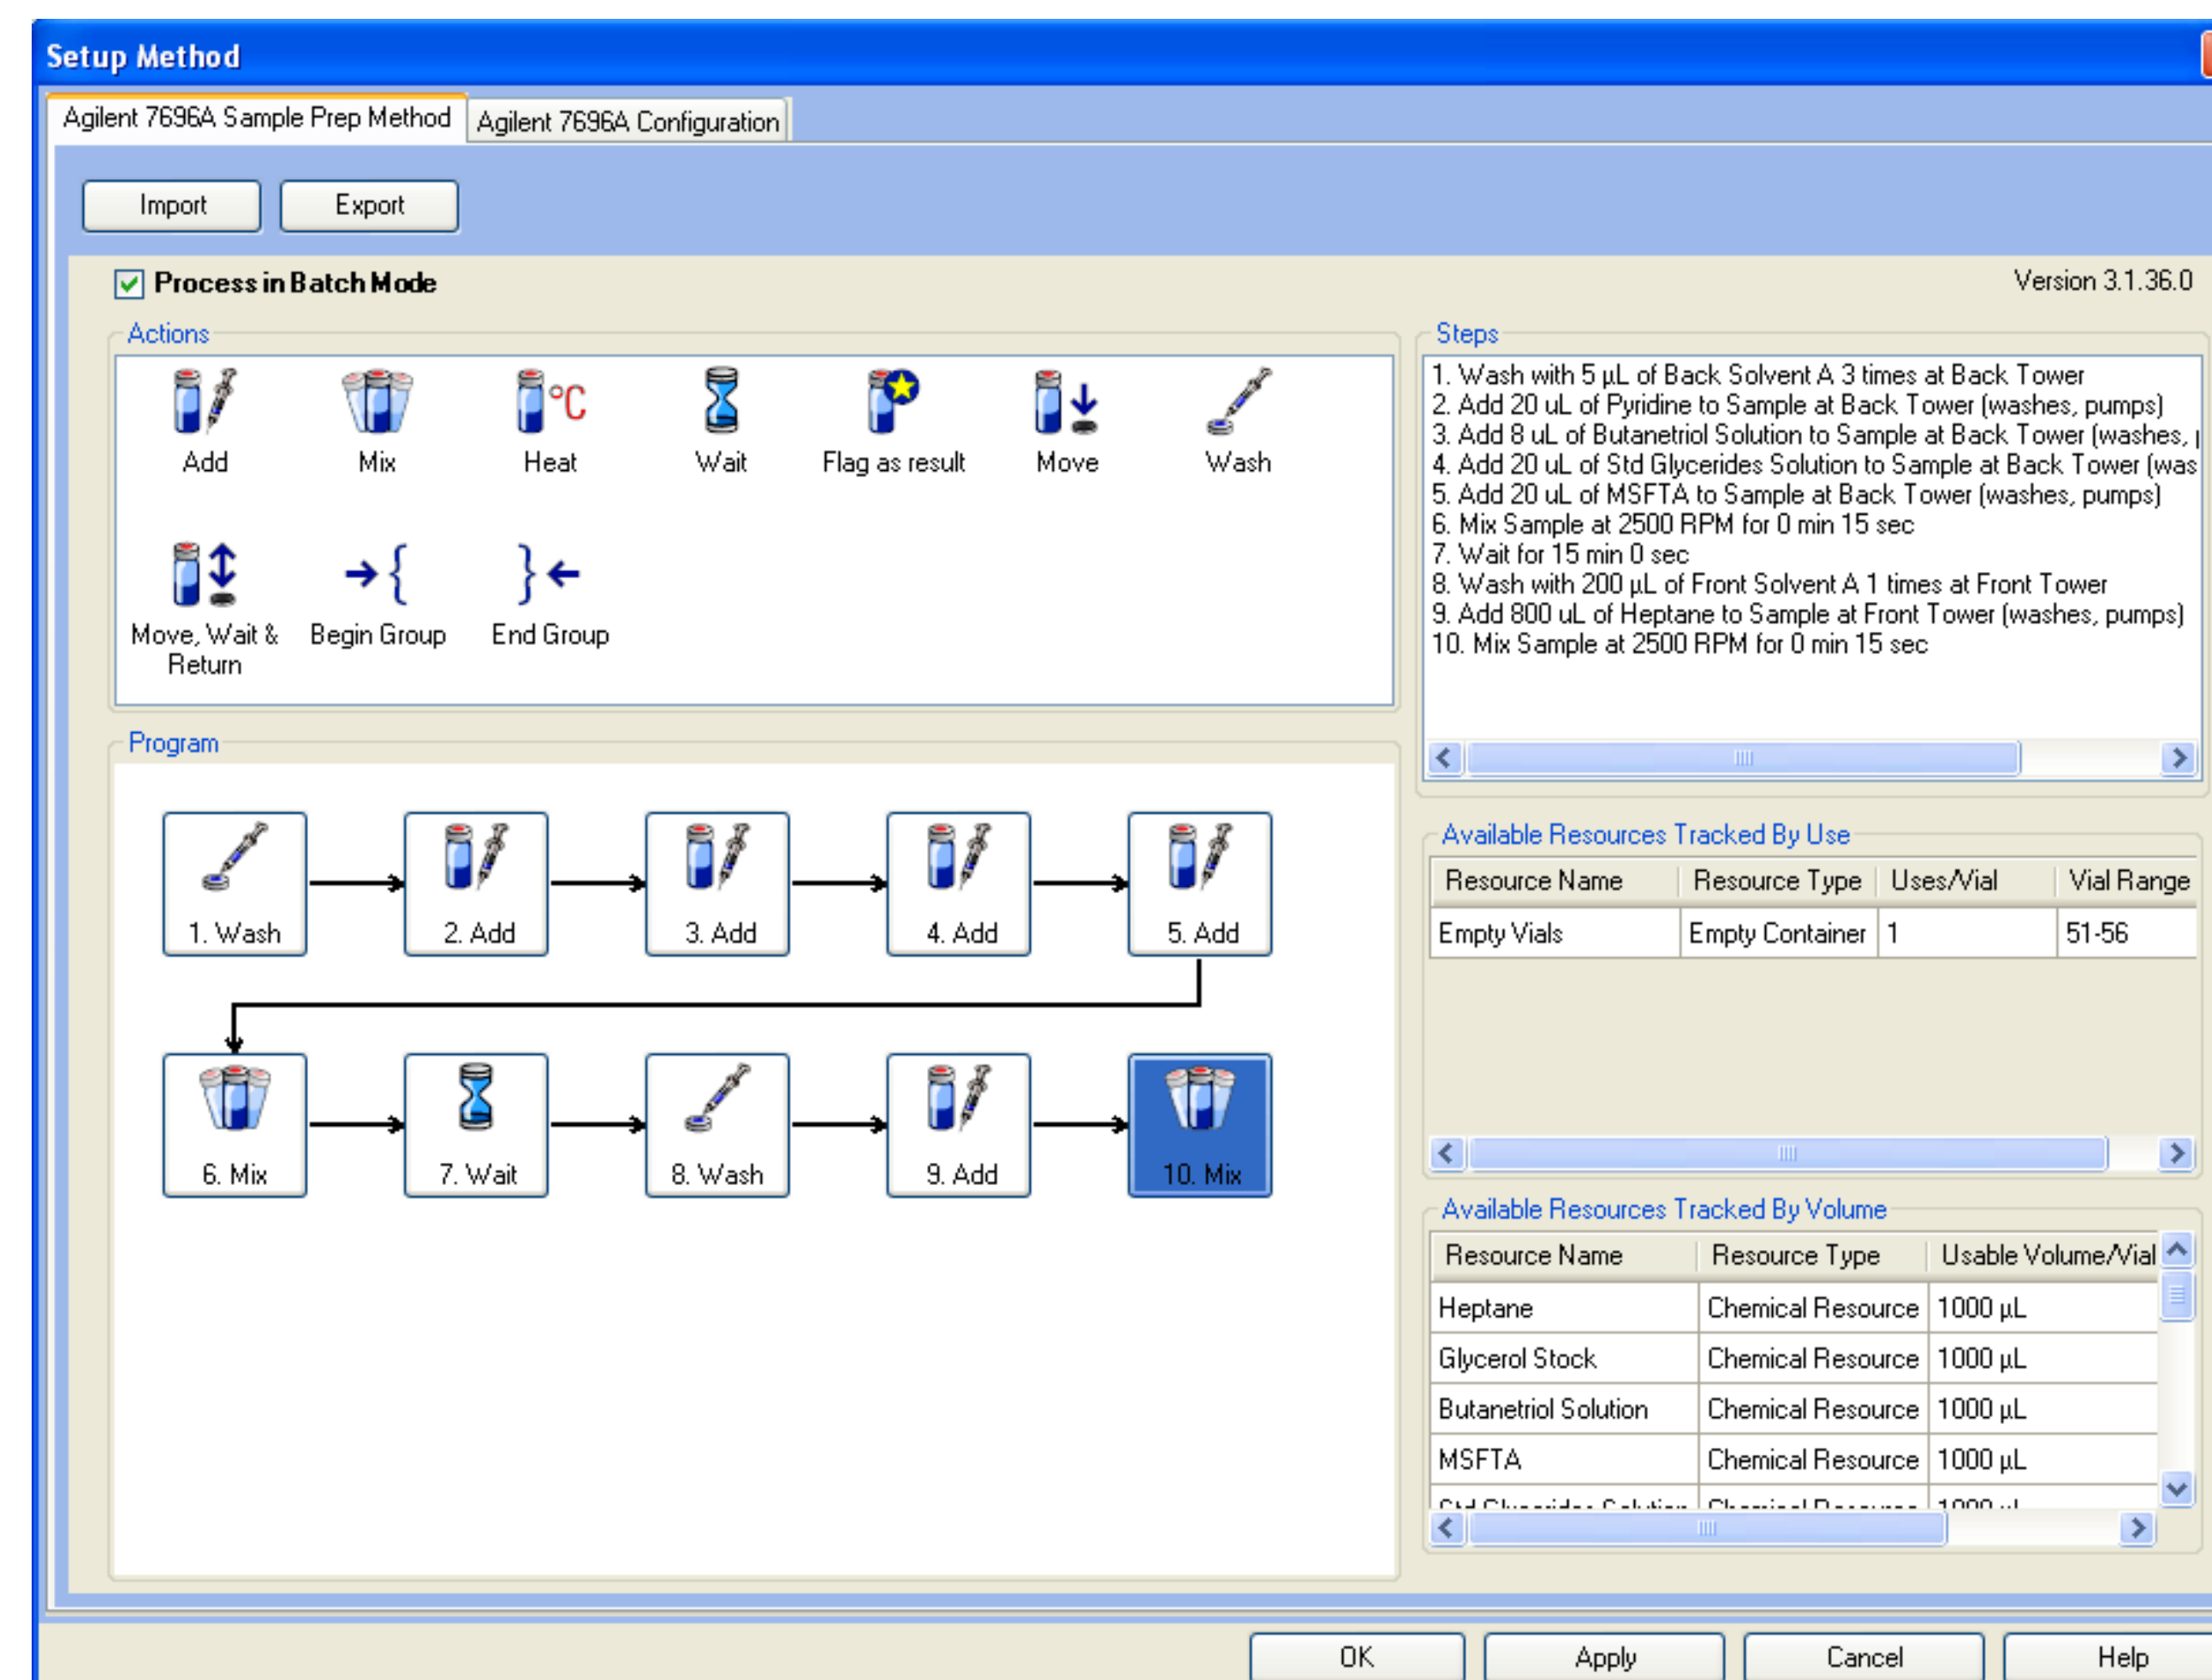 Setup Method
Agilent 7696A Sample Prep Method
Agilent 7696A Configuration
Import
Export
Process in Batch Mode
Version 3.1.36.0
Actions
Add
Mix
Heat
°C
Wait
Flag as result
Move
Wash
Move, Wait &
Return
Begin Group
End Group
Steps
1. Wash with 5 µL of Back Solvent A 3 times at Back Tower
2. Add 20 uL of Pyridine to Sample at Back Tower (washes, pumps)
3. Add 8 uL of Butanetriol Solution to Sample at Back Tower (washes,
4. Add 20 uL of Std Glycerides Solution to Sample at Back Tower (was
5. Add 20 uL of MSFTA to Sample at Back Tower (washes, pumps)
6. Mix Sample at 2500 RPM for 0 min 15 sec
7. Wait for 15 min 0 sec
8. Wash with 200 µL of Front Solvent A 1 times at Front Tower
9. Add 800 uL of Heptane to Sample at Front Tower (washes, pumps)
10. Mix Sample at 2500 RPM for 0 min 15 sec
Program
1. Wash
2. Add
3. Add
4. Add
5. Add
6. Mix
7. Wait
8. Wash
9. Add
10. Mix
Available Resources Tracked By Use
Resource Name Resource Type Uses/Vial Vial Range
Empty Vials Empty Container 1 51-56
Available Resources Tracked By Volume
Resource Name Resource Type Usable Volume/Vial
Heptane Chemical Resource 1000 µL
Glycerol Stock Chemical Resource 1000 µL
Butanetriol Solution Chemical Resource 1000 µL
MSFTA Chemical Resource 1000 µL
Std Glycerides Solution Chemical Resource 1000 µL
OK
Apply
Cancel
Help